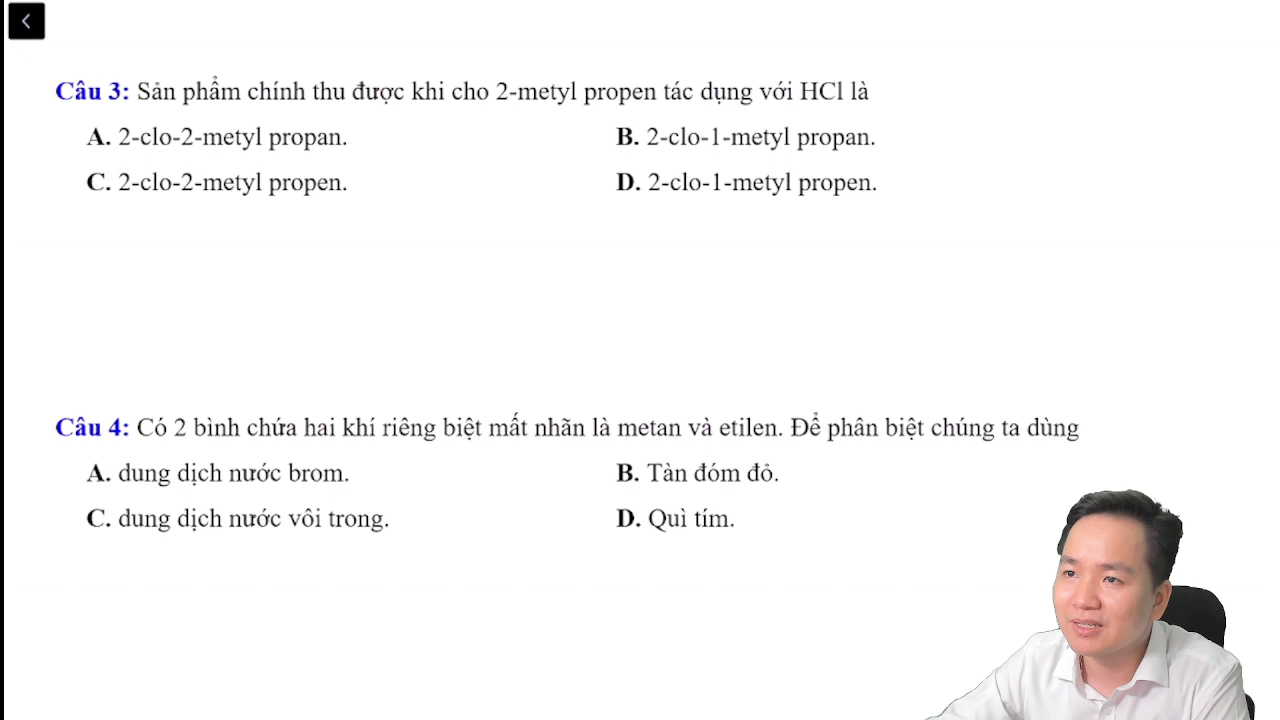 Câu 3: Sản phẩm chính thu được khi cho 2-metyl propen tác dụng với HCl là
A. 2-clo-2-metyl propan. B. 2-clo-1-metyl propan.
C. 2-clo-2-metyl propen. D. 2-clo-1-metyl propen.
Câu 4: Có 2 bình chứa hai khí riêng biệt mất nhãn là metan và etilen. Để phân biệt chúng ta dùng
A. dung dịch nước brom. B. Tàn đóm đỏ.
C. dung dịch nước vôi trong. D. Quì tím.